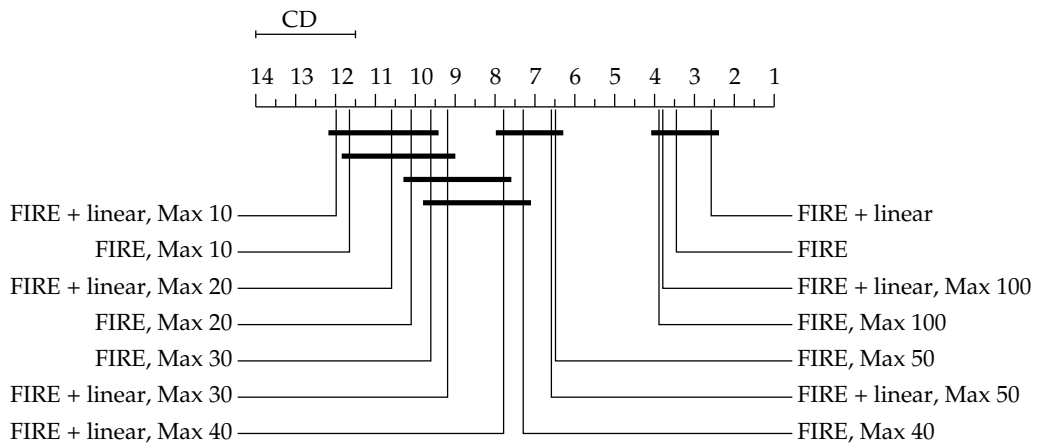 CD
14 13 12 11 10 9 8 7 6 5 4 3 2 1
FIRE + linear, Max 10 FIRE + linear
FIRE, Max 10 FIRE
FIRE + linear, Max 20 FIRE + linear, Max 100
FIRE, Max 20 FIRE, Max 100
FIRE, Max 30 FIRE, Max 50
FIRE + linear, Max 30 FIRE + linear, Max 50
FIRE + linear, Max 40 FIRE, Max 40